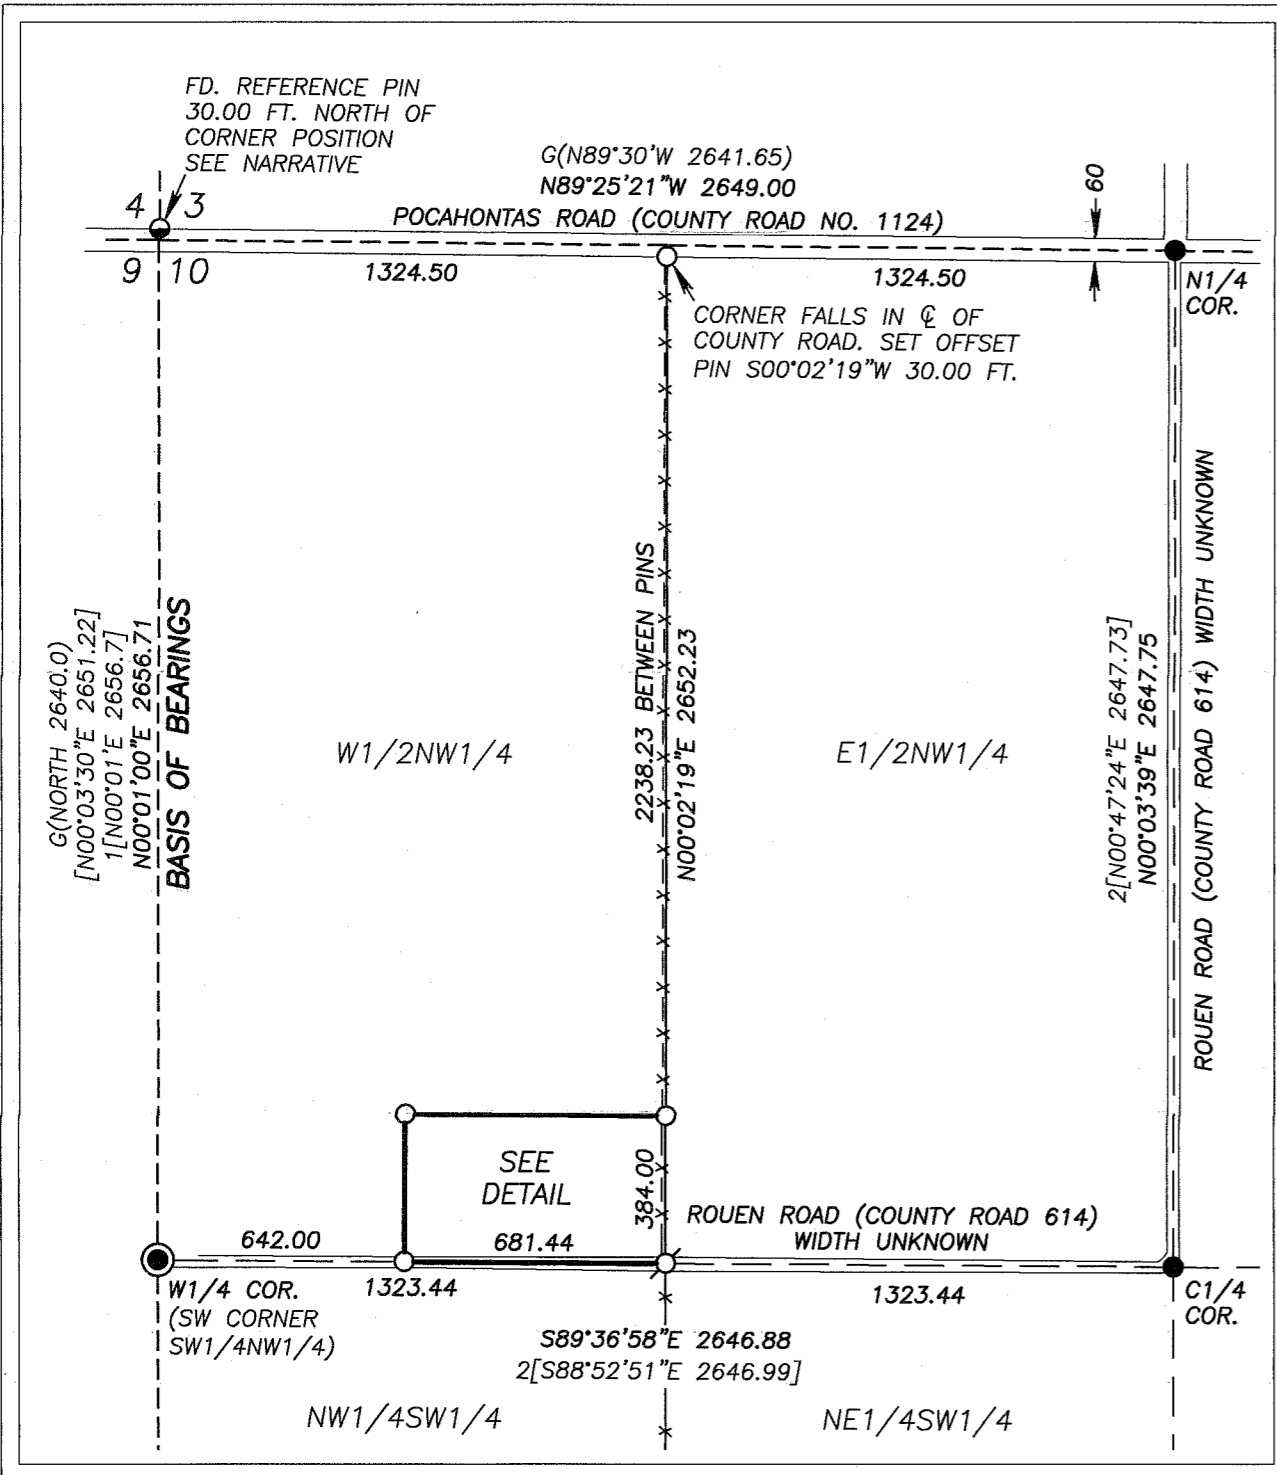 FD. REFERENCE PIN
30.00 FT. NORTH OF
CORNER POSITION
SEE NARRATIVE
G(N89°30'W 2641.65)
N89°25'21"W 2649.00
60
4 3
POCAHONTAS ROAD (COUNTY ROAD NO. 1124)
9 10
1324.50
1324.50
N1/4
COR.
CORNER FALLS IN ℄ OF
COUNTY ROAD. SET OFFSET
PIN S00°02'19"W 30.00 FT.
G(NORTH 2640.0)
[N00°03'30"E 2651.22]
1[N00°01'E 2656.7]
N00°01'00"E 2656.71
BASIS OF BEARINGS
W1/2NW1/4
2238.23 BETWEEN PINS
N00°02'19"E 2652.23
E1/2NW1/4
2[N00°47'24"E 2647.73]
N00°03'39"E 2647.75
ROUEN ROAD (COUNTY ROAD 614) WIDTH UNKNOWN
SEE
DETAIL
384.00
ROUEN ROAD (COUNTY ROAD 614)
WIDTH UNKNOWN
642.00
681.44
W1/4 COR.
(SW CORNER
SW1/4NW1/4)
1323.44
1323.44
C1/4
COR.
S89°36'58"E 2646.88
2[S88°52'51"E 2646.99]
NW1/4SW1/4
NE1/4SW1/4